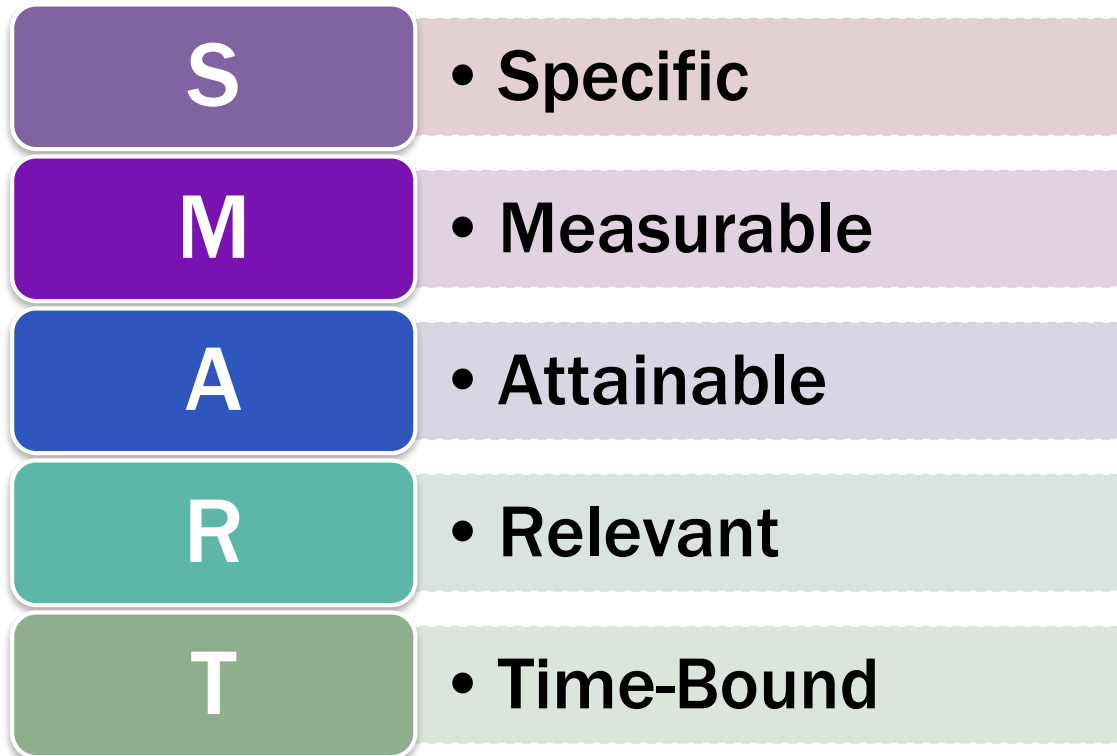 S
• Specific
M
• Measurable
A
• Attainable
R
• Relevant
T
• Time-Bound